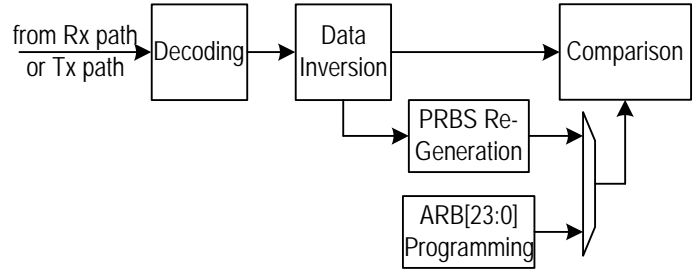 from Rx path
or Tx path
Decoding
Data
Inversion
Comparison
PRBS Re-
Generation
ARB[23:0]
Programming